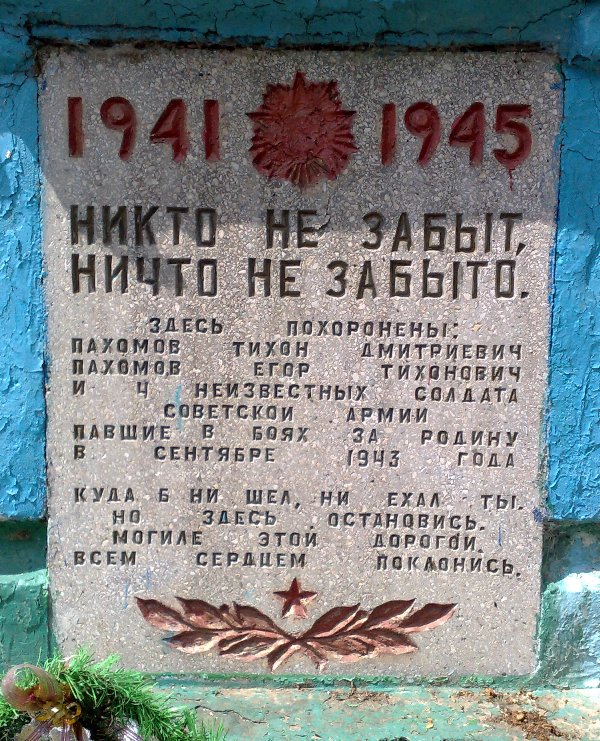 1941 1945
НИКТО НЕ ЗАБЫТ,
НИЧТО НЕ ЗАБЫТО.
ЗДЕСЬ ПОХОРОНЕНЫ:
ПАХОМОВ ТИХОН ДМИТРИЕВИЧ
ПАХОМОВ ЕГОР ТИХОНОВИЧ
И 4 НЕИЗВЕСТНЫХ СОЛДАТА
СОВЕТСКОИ АРМИИ
ПАВШИЕ В БОЯХ ЗА РОДИНУ
В СЕНТЯБРЕ 1943 ГОДА
КУДА Б НИ ШЕЛ, НИ ЕХАЛ ТЫ.
НО ЗДЕСЬ . ОСТАНОВИСЬ.
МОГИЛЕ ЭТОЙ ДОРОГОЙ.
ВСЕМ СЕРДЦЕМ ПОКЛОНИСЬ.